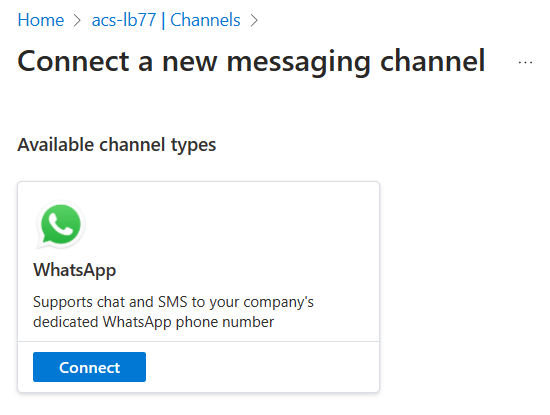 Home > acs-lb77 | Channels >
Connect a new messaging channel ...
Available channel types
WhatsApp
Supports chat and SMS to your company's
dedicated WhatsApp phone number
Connect